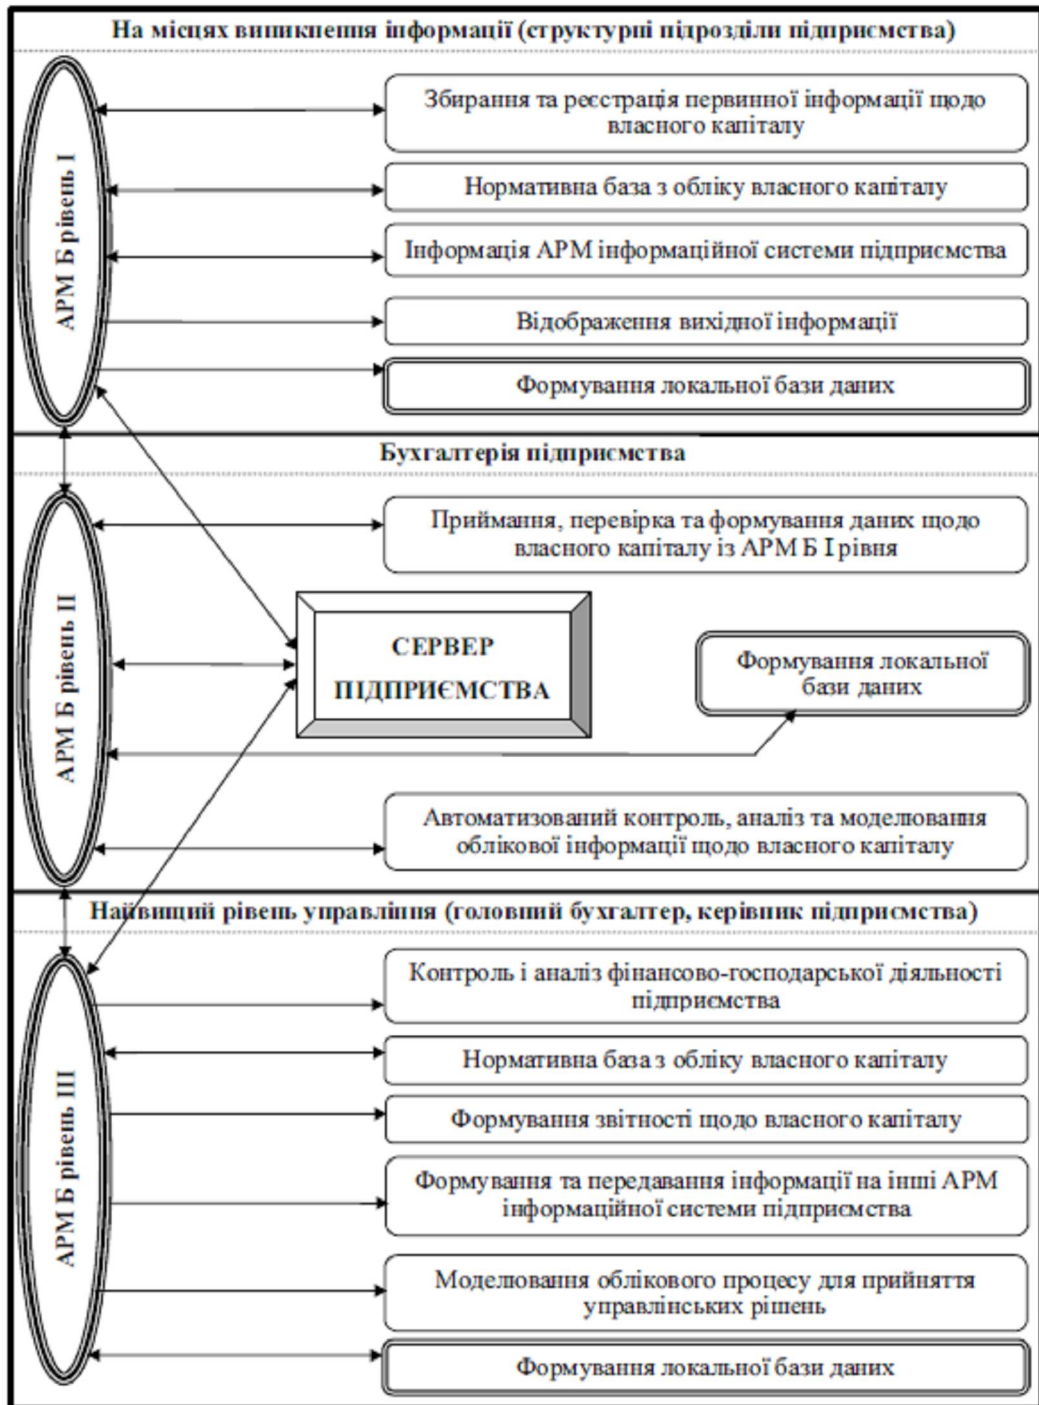 На місцях виникнення інформації (структурні підрозділи підприємства)
АРМ Б рівень І
Збирання та реєстрація первинної інформації щодо
власного капіталу
Нормативна база з обліку власного капіталу
Інформація АРМ інформаційної системи підприємства
Відображення вихідної інформації
Формування локальної бази даних
Бухгалтерія підприємства
АРМ Б рівень ІІ
Приймання, перевірка та формування даних щодо
власного капіталу із АРМ Б І рівня
СЕРВЕР
ПІДПРИЄМСТВА
Формування локальної
бази даних
Автоматизований контроль, аналіз та моделювання
облікової інформації щодо власного капіталу
Найвищий рівень управління (головний бухгалтер, керівник підприємства)
АРМ Б рівень ІІІ
Контроль і аналіз фінансово-господарської діяльності
підприємства
Нормативна база з обліку власного капіталу
Формування звітності щодо власного капіталу
Формування та передавання інформації на інші АРМ
інформаційної системи підприємства
Моделювання облікового процесу для прийняття
управлінських рішень
Формування локальної бази даних